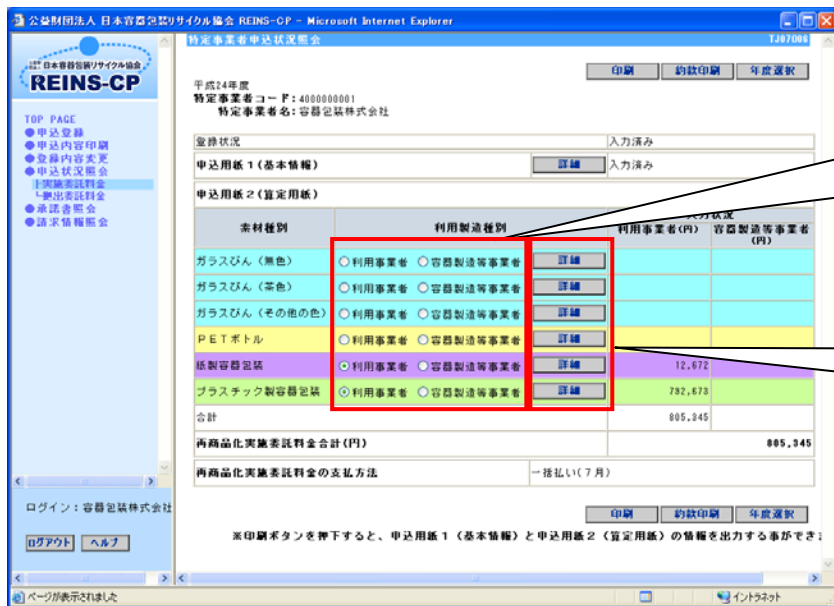 公益財団法人 日本容器包装リサイクル協会 REINS-CP - Microsoft Internet Explorer
特定事業者申込状況照会 TJ07006
日本容器包装リサイクル協会
REINS-CP
TOP PAGE
●申込登録
●申込内容印刷
●登録内容変更
●申込状況照会
├実施委託料金
└拠出委託料金
●承諾書照会
●請求情報照会
印刷 約款印刷 年度選択
平成24年度
特定事業者コード：4000000001
特定事業者名：容器包装株式会社
登録状況 入力済み
申込用紙1(基本情報) 詳細 入力済み
申込用紙2(算定用紙)
素材種別 利用製造種別 力状況
利用事業者(円) 容器製造等事業者(円)
ガラスびん（無色） ○利用事業者 ○容器製造等事業者 詳細
ガラスびん（茶色） ○利用事業者 ○容器製造等事業者 詳細
ガラスびん（その他の色） ○利用事業者 ○容器製造等事業者 詳細
PETボトル ○利用事業者 ○容器製造等事業者 詳細
紙製容器包装 ⊙利用事業者 ○容器製造等事業者 詳細 12,672
プラスチック製容器包装 ⊙利用事業者 ○容器製造等事業者 詳細 792,673
合計 805,345
再商品化実施委託料金合計(円) 805,345
再商品化実施委託料金の支払方法 一括払い(7月)
印刷 約款印刷 年度選択
※印刷ボタンを押下すると、申込用紙1（基本情報）と申込用紙2（算定用紙）の情報を出力する事ができ
ログイン：容器包装株式会社
ログアウト ヘルプ
ページが表示されました イントラネット